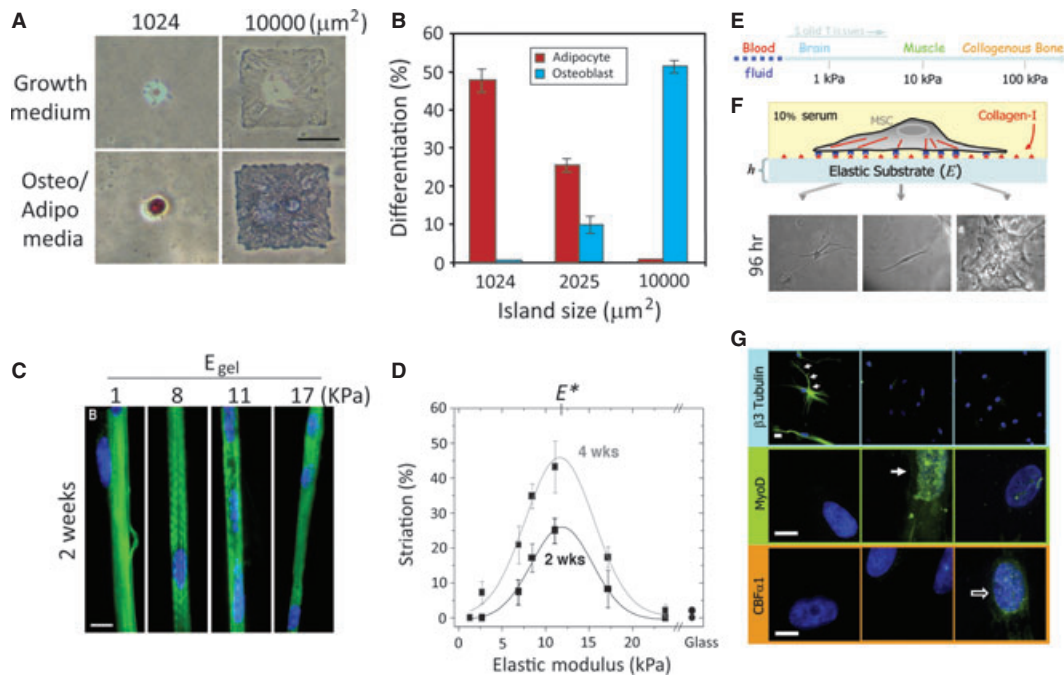 A
1024
10000 (μm²)
Growth
medium
Osteo/
Adipo
media
B
Differentiation (%)
60
50
40
30
20
10
0
Adipocyte
Osteoblast
1024
2025
10000
Island size (μm²)
C
E gel
1
8
11
17 (KPa)
B
2 weeks
D
E*
Striation (%)
60
50
40
30
20
10
0
4 wks
2 wks
0
5
10
15
20
Glass
Elastic modulus (kPa)
E
Solid Tissues
Blood
Brain
Muscle
Collagenous Bone
fluid
1 kPa
10 kPa
100 kPa
F
10% serum
MSC
Collagen-I
h
Elastic Substrate (E)
96 hr
G
β3 Tubulin
MyoD
CBFα1